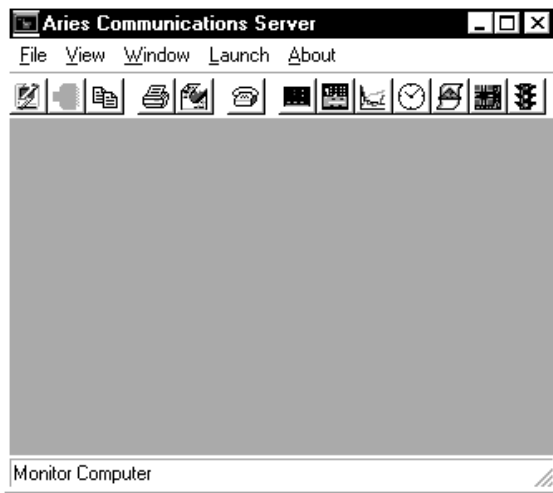 Aries Communications Server
File View Window Launch About
Monitor Computer